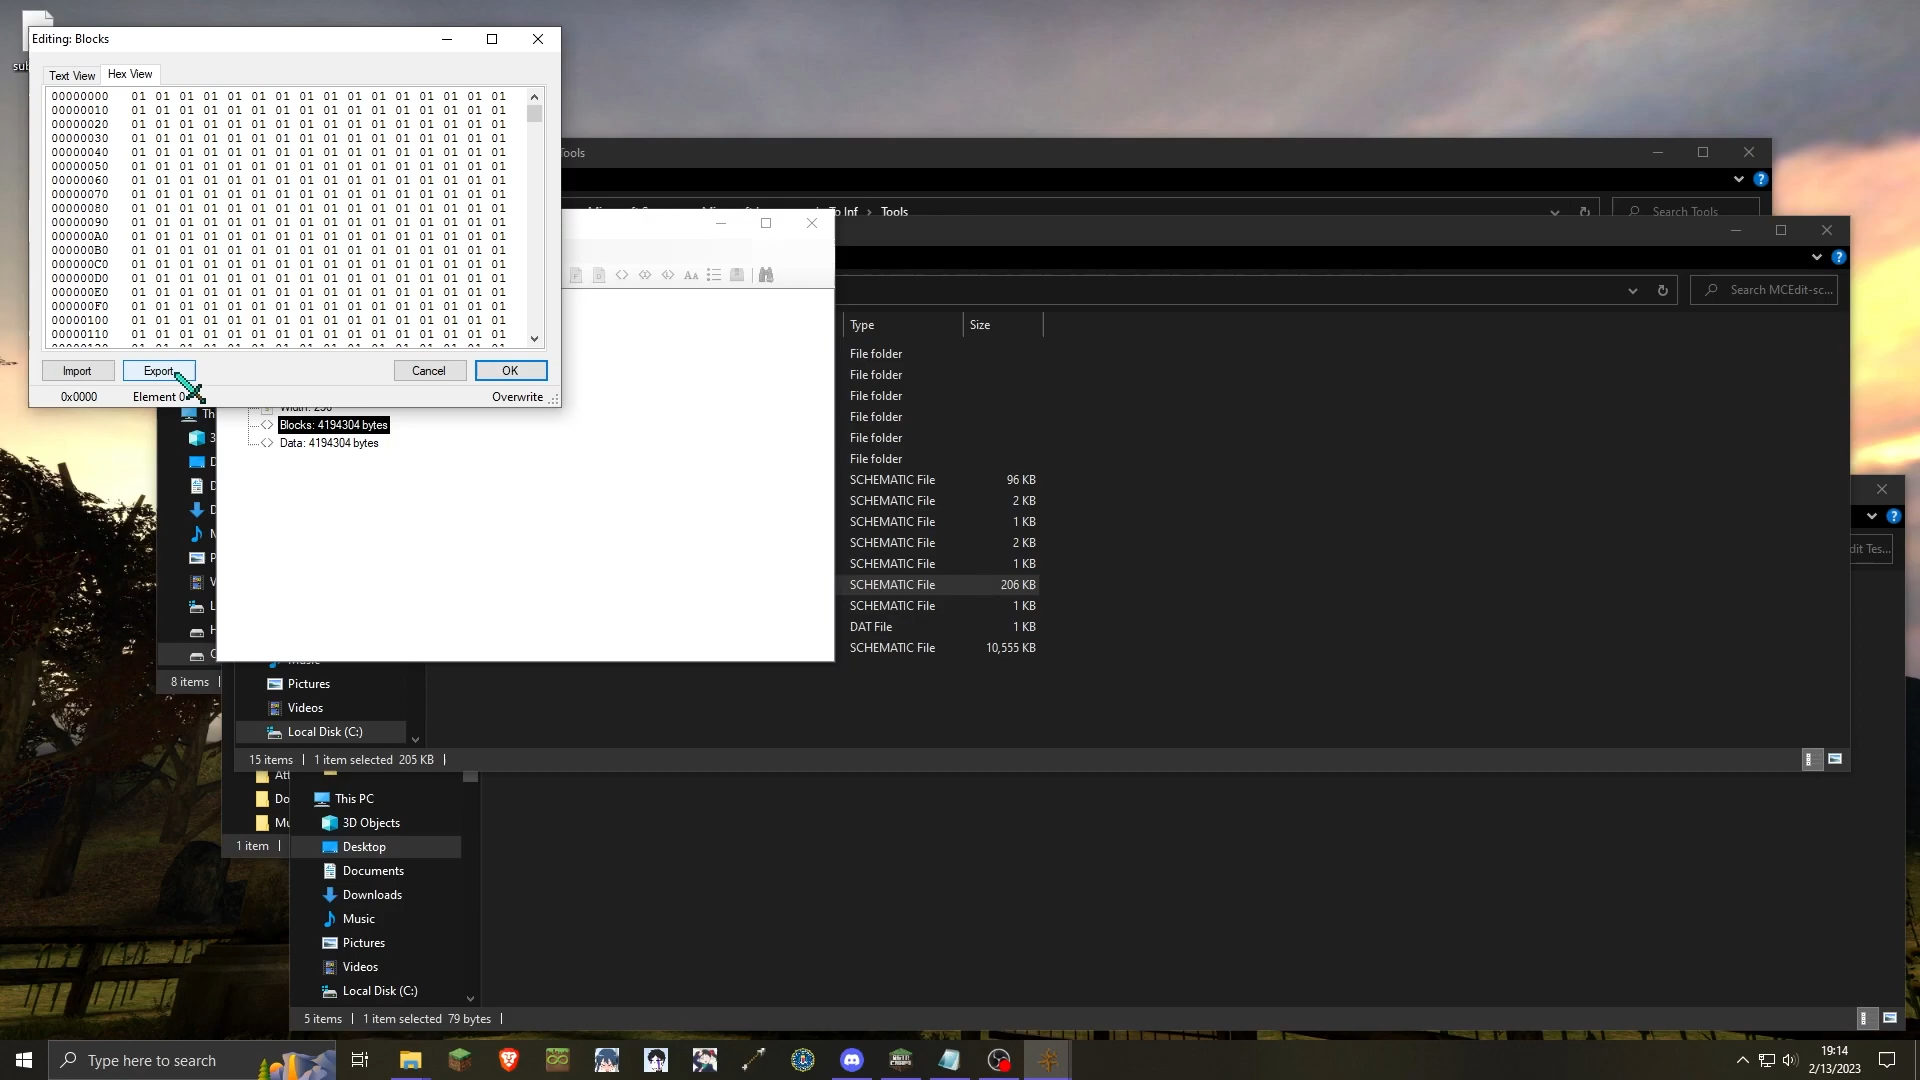 sub
Editing: Blocks
Text View
Hex View
00000000 01 01 01 01 01 01 01 01 01 01 01 01 01 01 01 01
00000010 01 01 01 01 01 01 01 01 01 01 01 01 01 01 01 01
00000020 01 01 01 01 01 01 01 01 01 01 01 01 01 01 01 01
00000030 01 01 01 01 01 01 01 01 01 01 01 01 01 01 01 01
00000040 01 01 01 01 01 01 01 01 01 01 01 01 01 01 01 01
00000050 01 01 01 01 01 01 01 01 01 01 01 01 01 01 01 01
00000060 01 01 01 01 01 01 01 01 01 01 01 01 01 01 01 01
00000070 01 01 01 01 01 01 01 01 01 01 01 01 01 01 01 01
00000080 01 01 01 01 01 01 01 01 01 01 01 01 01 01 01 01
00000090 01 01 01 01 01 01 01 01 01 01 01 01 01 01 01 01
000000A0 01 01 01 01 01 01 01 01 01 01 01 01 01 01 01 01
000000B0 01 01 01 01 01 01 01 01 01 01 01 01 01 01 01 01
000000C0 01 01 01 01 01 01 01 01 01 01 01 01 01 01 01 01
000000D0 01 01 01 01 01 01 01 01 01 01 01 01 01 01 01 01
000000E0 01 01 01 01 01 01 01 01 01 01 01 01 01 01 01 01
000000F0 01 01 01 01 01 01 01 01 01 01 01 01 01 01 01 01
00000100 01 01 01 01 01 01 01 01 01 01 01 01 01 01 01 01
00000110 01 01 01 01 01 01 01 01 01 01 01 01 01 01 01 01
Import
Export
Cancel
OK
0x0000
Element 0
Overwrite
Blocks: 4194304 bytes
Data: 4194304 bytes
Tools
To Inf > Tools
Search Tools
Search MCEdit-sc...
Type
Size
File folder
File folder
File folder
File folder
File folder
File folder
SCHEMATIC File 96 KB
SCHEMATIC File 2 KB
SCHEMATIC File 1 KB
SCHEMATIC File 2 KB
SCHEMATIC File 1 KB
SCHEMATIC File 206 KB
SCHEMATIC File 1 KB
DAT File 1 KB
SCHEMATIC File 10,555 KB
dit Tes...
Th
3
D
D
D
M
P
V
L
8 items
Pictures
Videos
Local Disk (C:)
15 items
1 item selected 205 KB
Att
Do
Mu
1 item
This PC
3D Objects
Desktop
Documents
Downloads
Music
Pictures
Videos
Local Disk (C:)
5 items
1 item selected 79 bytes
Type here to search
19:14
2/13/2023